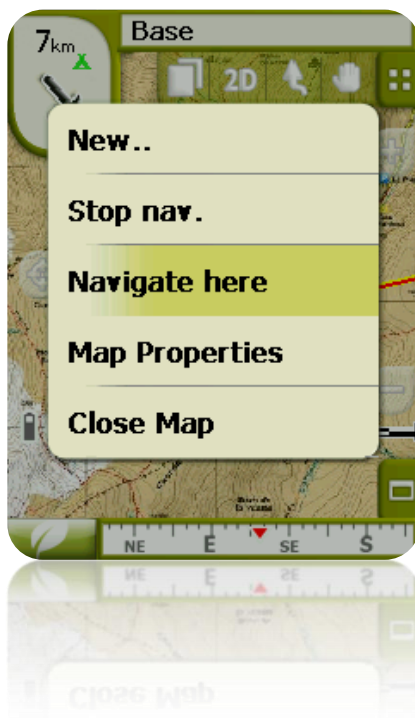 Base
7km
2D
New..
Stop nav.
Navigate here
Map Properties
Close Map
NE E SE S